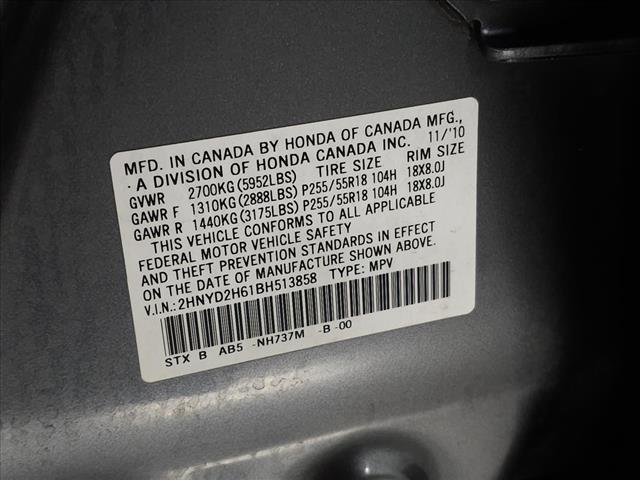 MFD. IN CANADA BY HONDA OF CANADA MFG.,
· A DIVISION OF HONDA CANADA INC. 11/'10
GVWR 2700KG(5952LBS) TIRE SIZE RIM SIZE
GAWR F 1310KG(2888LBS) P255/55R18 104H 18X8.0J
GAWR R 1440KG(3175LBS) P255/55R18 104H 18X8.0J
THIS VEHICLE CONFORMS TO ALL APPLICABLE
FEDERAL MOTOR VEHICLE SAFETY
AND THEFT PREVENTION STANDARDS IN EFFECT
ON THE DATE OF MANUFACTURE SHOWN ABOVE.
V.I.N.:2HNYD2H61BH513858 TYPE: MPV
STX B AB5 -NH737M -B -00